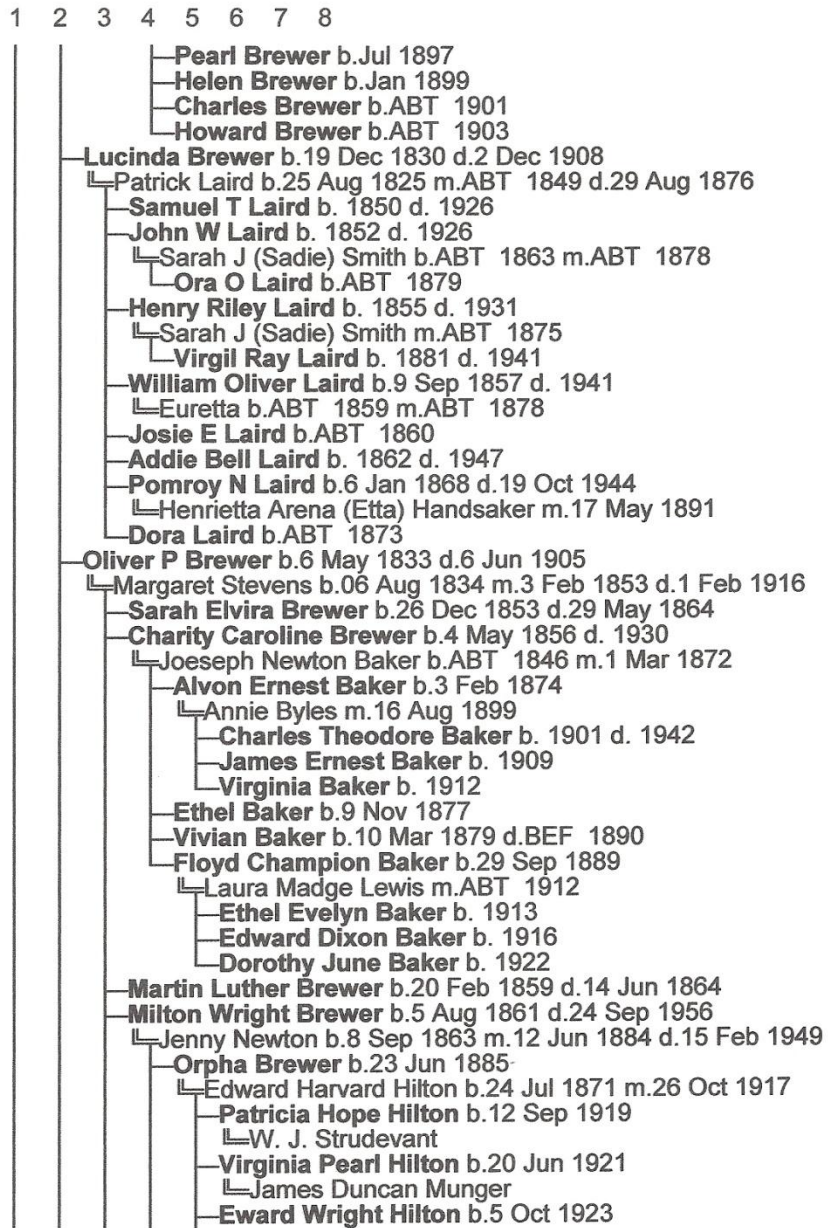 1 2 3 4 5 6 7 8
Pearl Brewer b.Jul 1897
Helen Brewer b.Jan 1899
Charles Brewer b.ABT 1901
Howard Brewer b.ABT 1903
Lucinda Brewer b.19 Dec 1830 d.2 Dec 1908
Patrick Laird b.25 Aug 1825 m.ABT 1849 d.29 Aug 1876
Samuel T Laird b. 1850 d. 1926
John W Laird b. 1852 d. 1926
Sarah J (Sadie) Smith b.ABT 1863 m.ABT 1878
Ora O Laird b.ABT 1879
Henry Riley Laird b. 1855 d. 1931
Sarah J (Sadie) Smith m.ABT 1875
Virgil Ray Laird b. 1881 d. 1941
William Oliver Laird b.9 Sep 1857 d. 1941
Euretta b.ABT 1859 m.ABT 1878
Josie E Laird b.ABT 1860
Addie Bell Laird b. 1862 d. 1947
Pomroy N Laird b.6 Jan 1868 d.19 Oct 1944
Henrietta Arena (Etta) Handsaker m.17 May 1891
Dora Laird b.ABT 1873
Oliver P Brewer b.6 May 1833 d.6 Jun 1905
Margaret Stevens b.06 Aug 1834 m.3 Feb 1853 d.1 Feb 1916
Sarah Elvira Brewer b.26 Dec 1853 d.29 May 1864
Charity Caroline Brewer b.4 May 1856 d. 1930
Joeseph Newton Baker b.ABT 1846 m.1 Mar 1872
Alvon Ernest Baker b.3 Feb 1874
Annie Byles m.16 Aug 1899
Charles Theodore Baker b. 1901 d. 1942
James Ernest Baker b. 1909
Virginia Baker b. 1912
Ethel Baker b.9 Nov 1877
Vivian Baker b.10 Mar 1879 d.BEF 1890
Floyd Champion Baker b.29 Sep 1889
Laura Madge Lewis m.ABT 1912
Ethel Evelyn Baker b. 1913
Edward Dixon Baker b. 1916
Dorothy June Baker b. 1922
Martin Luther Brewer b.20 Feb 1859 d.14 Jun 1864
Milton Wright Brewer b.5 Aug 1861 d.24 Sep 1956
Jenny Newton b.8 Sep 1863 m.12 Jun 1884 d.15 Feb 1949
Orpha Brewer b.23 Jun 1885
Edward Harvard Hilton b.24 Jul 1871 m.26 Oct 1917
Patricia Hope Hilton b.12 Sep 1919
W. J. Strudevant
Virginia Pearl Hilton b.20 Jun 1921
James Duncan Munger
Eward Wright Hilton b.5 Oct 1923